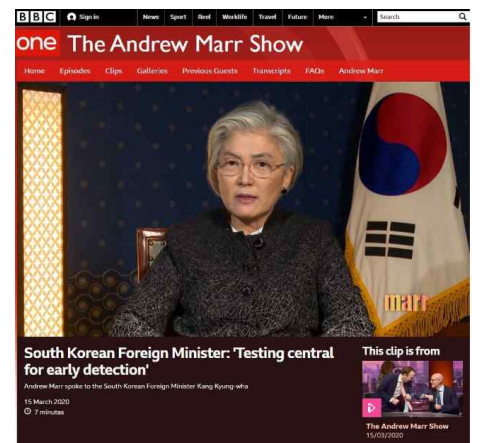 BBC Sign in News Sport Reel Worklife Travel Future More Search
one The Andrew Marr Show
Home Episodes Clips Galleries Previous Guests Transcripts FAQs Andrew Marr
marr
South Korean Foreign Minister: 'Testing central
for early detection'
Andrew Marr spoke to the South Korean Foreign Minister Kang Kyung-wha
15 March 2020
7 minutes
This clip is from
The Andrew Marr Show
15/03/2020